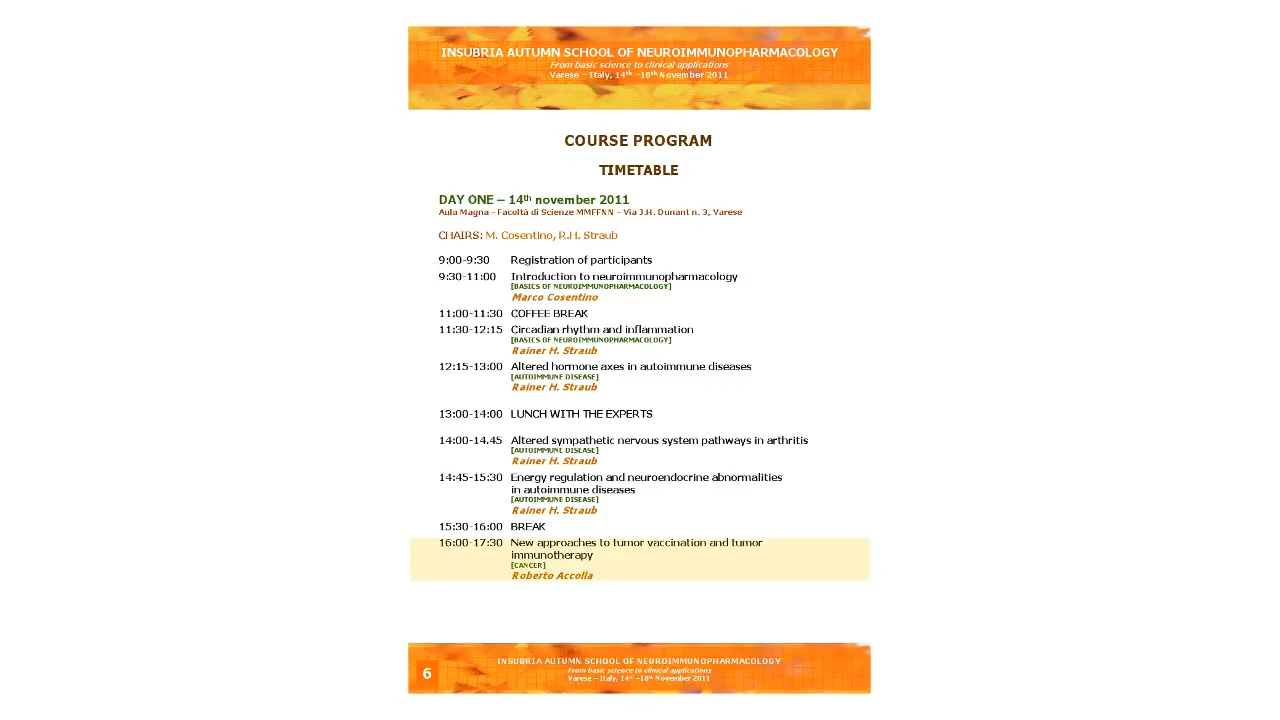 INSUBRIA AUTUMN SCHOOL OF NEUROIMMUNOPHARMACOLOGY
From basic science to clinical applications
Varese – Italy, 14th –18th November 2011
COURSE PROGRAM
TIMETABLE
DAY ONE – 14th november 2011
Aula Magna - Facoltà di Scienze MMFFNN – Via J.H. Dunant n. 3, Varese
CHAIRS: M. Cosentino, R.H. Straub
9:00-9:30 Registration of participants
9:30-11:00 Introduction to neuroimmunopharmacology
[BASICS OF NEUROIMMUNOPHARMACOLOGY]
Marco Cosentino
11:00-11:30 COFFEE BREAK
11:30-12:15 Circadian rhythm and inflammation
[BASICS OF NEUROIMMUNOPHARMACOLOGY]
Rainer H. Straub
12:15-13:00 Altered hormone axes in autoimmune diseases
[AUTOIMMUNE DISEASE]
Rainer H. Straub
13:00-14:00 LUNCH WITH THE EXPERTS
14:00-14.45 Altered sympathetic nervous system pathways in arthritis
[AUTOIMMUNE DISEASE]
Rainer H. Straub
14:45-15:30 Energy regulation and neuroendocrine abnormalities
in autoimmune diseases
[AUTOIMMUNE DISEASE]
Rainer H. Straub
15:30-16:00 BREAK
16:00-17:30 New approaches to tumor vaccination and tumor
immunotherapy
[CANCER]
Roberto Accolla
6
INSUBRIA AUTUMN SCHOOL OF NEUROIMMUNOPHARMACOLOGY
From basic science to clinical applications
Varese – Italy, 14th –18th November 2011